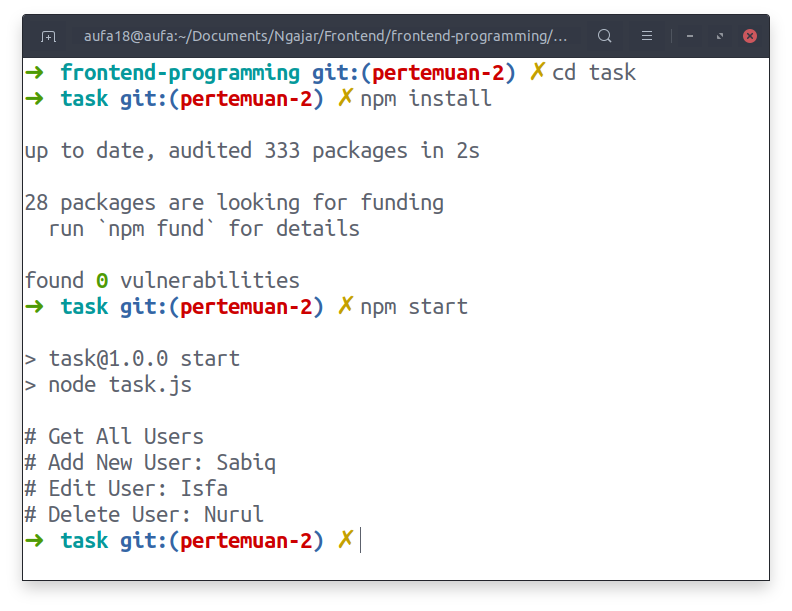 aufa18@aufa:~/Documents/Ngajar/Frontend/frontend-programming/...
➜ frontend-programming git:(pertemuan-2) ✗ cd task
➜ task git:(pertemuan-2) ✗ npm install
up to date, audited 333 packages in 2s
28 packages are looking for funding
  run `npm fund` for details
found 0 vulnerabilities
➜ task git:(pertemuan-2) ✗ npm start
> task@1.0.0 start
> node task.js
# Get All Users
# Add New User: Sabiq
# Edit User: Isfa
# Delete User: Nurul
➜ task git:(pertemuan-2) ✗